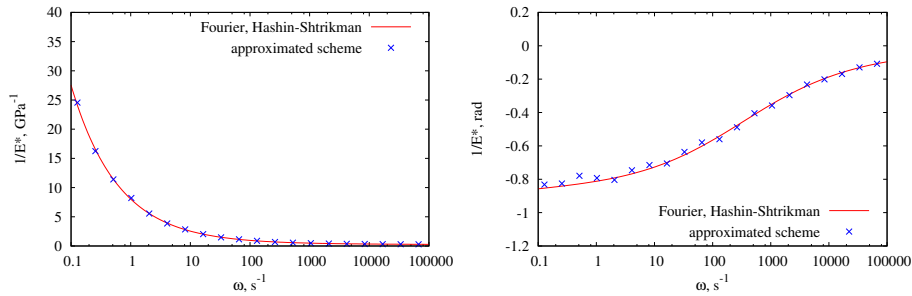 40
35
30
25
20
15
10
5
0
1/E*, GPa⁻¹
Fourier, Hashin-Shtrikman
approximated scheme
0.1 1 10 100 1000 10000 100000
ω, s⁻¹
0.2
0
-0.2
-0.4
-0.6
-0.8
-1
-1.2
1/E*, rad
Fourier, Hashin-Shtrikman
approximated scheme
0.1 1 10 100 1000 10000 100000
ω, s⁻¹